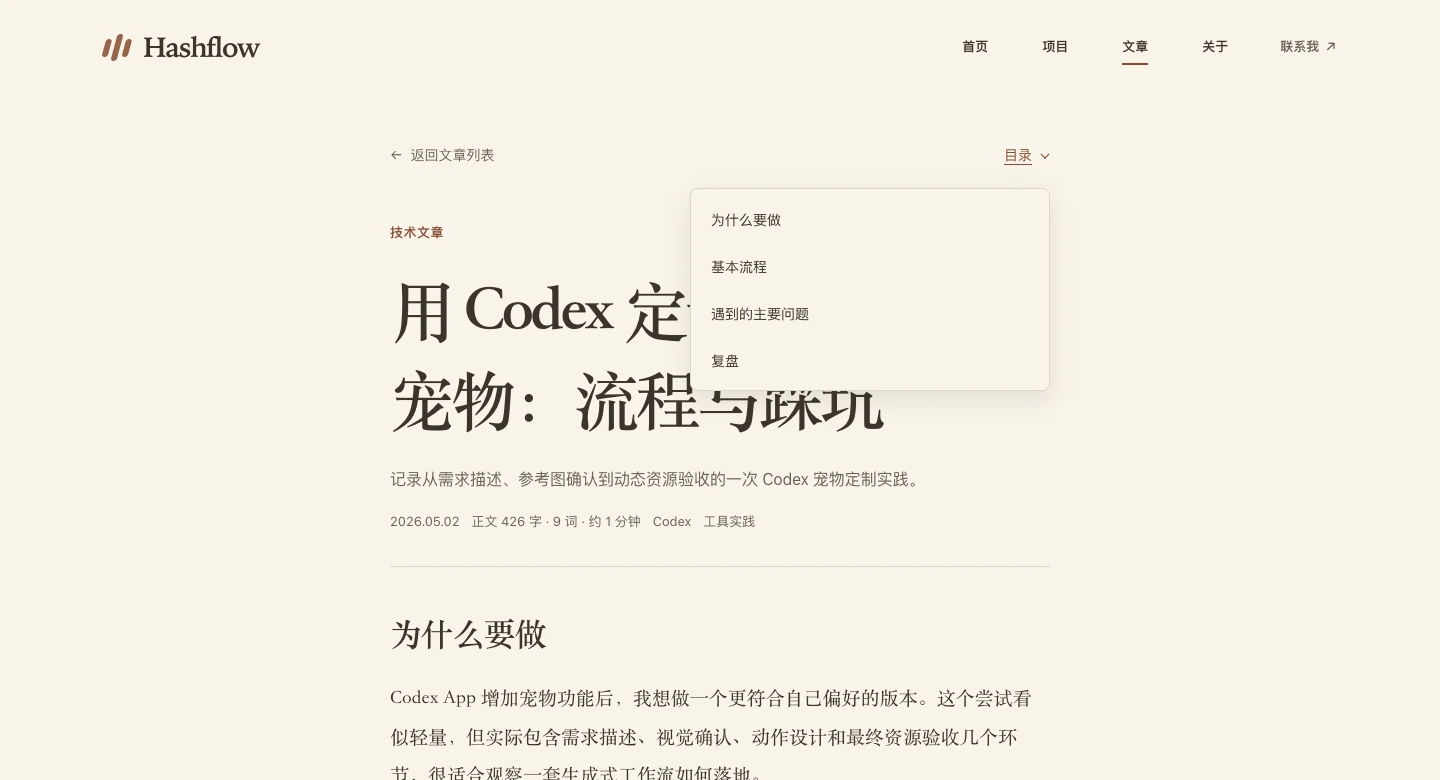 Hashflow
首页 项目 文章 关于 联系我 ↗
← 返回文章列表
目录
为什么要做
基本流程
遇到的主要问题
复盘
技术文章
用 Codex 定
宠物：流程与踩坑
记录从需求描述、参考图确认到动态资源验收的一次 Codex 宠物定制实践。
2026.05.02 正文 426 字 · 9 词 · 约 1 分钟 Codex 工具实践
为什么要做
Codex App 增加宠物功能后，我想做一个更符合自己偏好的版本。这个尝试看
似轻量，但实际包含需求描述、视觉确认、动作设计和最终资源验收几个环
节，很适合观察一套生成式工作流如何落地。